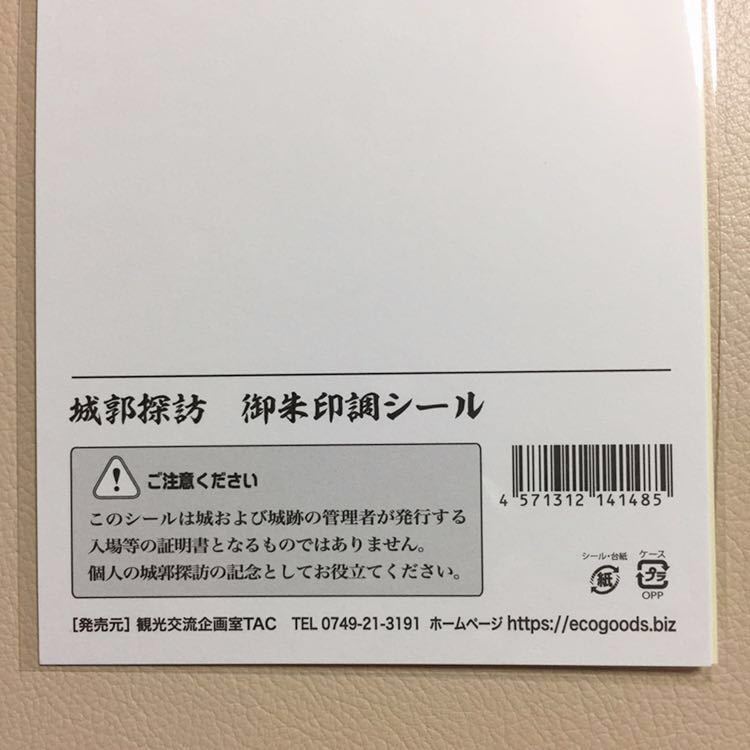 城郭探訪　御朱印調シール
ご注意ください
このシールは城および城跡の管理者が発行する
入場等の証明書となるものではありません。
個人の城郭探訪の記念としてお役立てください。
4 571312 141485
シール・台紙
紙
ケース
プラ
OPP
[発売元] 観光交流企画室TAC　TEL 0749-21-3191　ホームページ https://ecogoods.biz